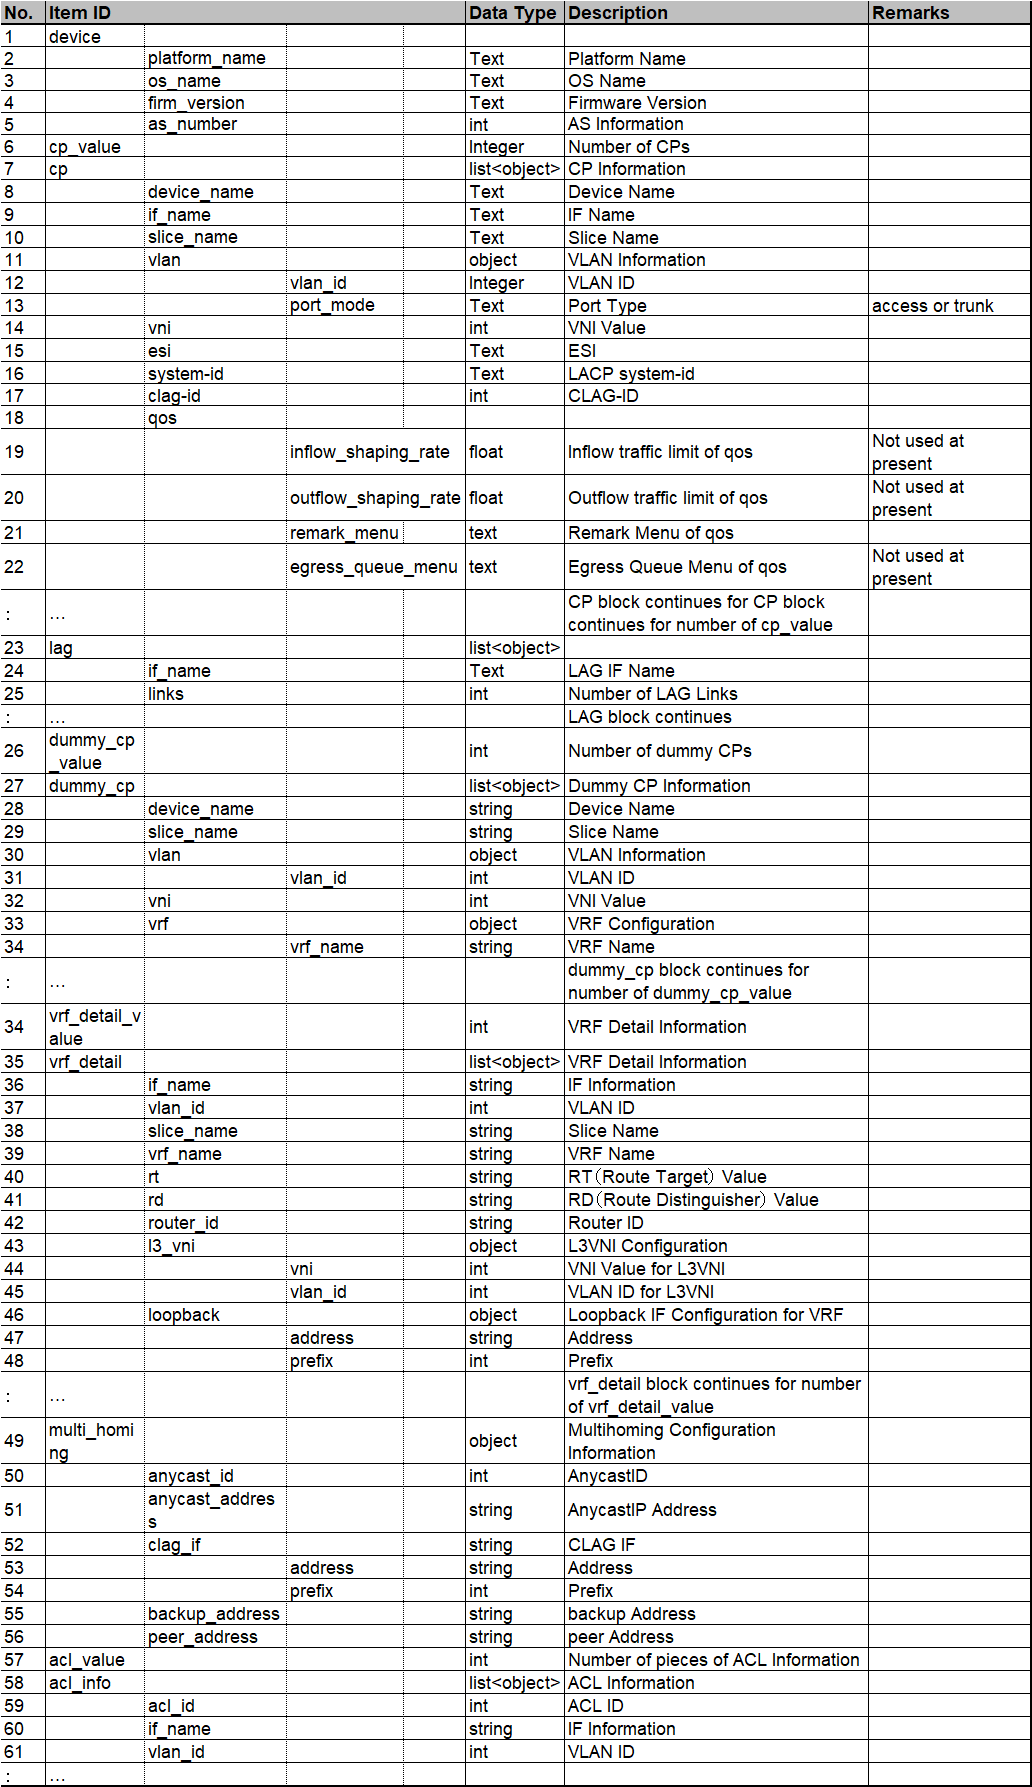 No. Item ID Data Type Description Remarks
1 device
2 platform_name Text Platform Name
3 os_name Text OS Name
4 firm_version Text Firmware Version
5 as_number int AS Information
6 cp_value Integer Number of CPs
7 cp list<object> CP Information
8 device_name Text Device Name
9 if_name Text IF Name
10 slice_name Text Slice Name
11 vlan object VLAN Information
12 vlan_id Integer VLAN ID
13 port_mode Text Port Type access or trunk
14 vni int VNI Value
15 esi Text ESI
16 system-id Text LACP system-id
17 clag-id int CLAG-ID
18 qos
19 inflow_shaping_rate float Inflow traffic limit of qos Not used at
present
20 outflow_shaping_rate float Outflow traffic limit of qos Not used at
present
21 remark_menu text Remark Menu of qos
22 egress_queue_menu text Egress Queue Menu of qos Not used at
present
: ... CP block continues for CP block
continues for number of cp_value
23 lag list<object>
24 if_name Text LAG IF Name
25 links int Number of LAG Links
: ... LAG block continues
26 dummy_cp
_value int Number of dummy CPs
27 dummy_cp list<object> Dummy CP Information
28 device_name string Device Name
29 slice_name string Slice Name
30 vlan object VLAN Information
31 vlan_id int VLAN ID
32 vni int VNI Value
33 vrf object VRF Configuration
34 vrf_name string VRF Name
: ... dummy_cp block continues for
number of dummy_cp_value
34 vrf_detail_v
alue int VRF Detail Information
35 vrf_detail list<object> VRF Detail Information
36 if_name string IF Information
37 vlan_id int VLAN ID
38 slice_name string Slice Name
39 vrf_name string VRF Name
40 rt string RT（Route Target） Value
41 rd string RD（Route Distinguisher） Value
42 router_id string Router ID
43 l3_vni object L3VNI Configuration
44 vni int VNI Value for L3VNI
45 vlan_id int VLAN ID for L3VNI
46 loopback object Loopback IF Configuration for VRF
47 address string Address
48 prefix int Prefix
: ... vrf_detail block continues for number
of vrf_detail_value
49 multi_homi
ng object Multihoming Configuration
Information
50 anycast_id int AnycastID
51 anycast_addres
s string AnycastIP Address
52 clag_if string CLAG IF
53 address string Address
54 prefix int Prefix
55 backup_address string backup Address
56 peer_address string peer Address
57 acl_value int Number of pieces of ACL Information
58 acl_info list<object> ACL Information
59 acl_id int ACL ID
60 if_name string IF Information
61 vlan_id int VLAN ID
: ...